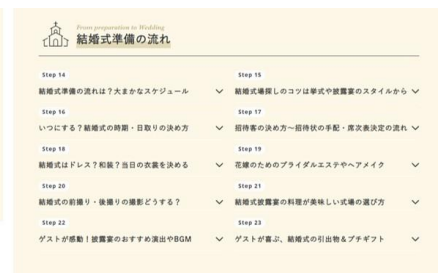 From preparation to Wedding
結婚式準備の流れ
Step 14
結婚式準備の流れは？大まかなスケジュール
Step 15
結婚式場探しのコツは挙式や披露宴のスタイルから
Step 16
いつにする？結婚式の時期・日取りの決め方
Step 17
招待客の決め方～招待状の手配・席次表決定の流れ
Step 18
結婚式はドレス？和装？当日の衣裳を決める
Step 19
花嫁のためのブライダルエステやヘアメイク
Step 20
結婚式の前撮り・後撮りの撮影どうする？
Step 21
結婚式披露宴の料理が美味しい式場の選び方
Step 22
ゲストが感動！披露宴のおすすめ演出やBGM
Step 23
ゲストが喜ぶ、結婚式の引出物＆プチギフト